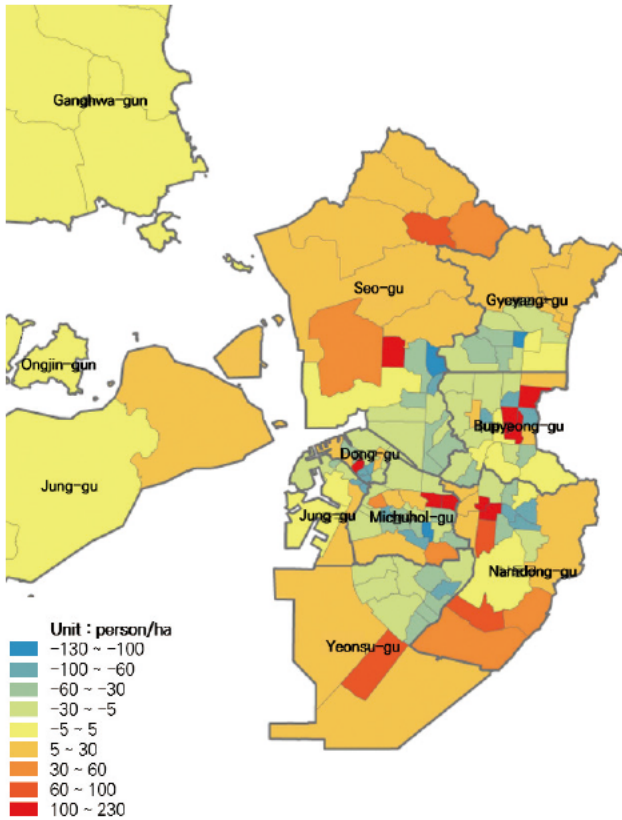 Ganghwa-gun
Seo-gu
Gyeyang-gu
Ongjin-gun
Bupyeong-gu
Dong-gu
Jung-gu
Jung-gu
Michuhol-gu
Namdong-gu
Yeonsu-gu
Unit : person/ha
-130 ~ -100
-100 ~ -60
-60 ~ -30
-30 ~ -5
-5 ~ 5
5 ~ 30
30 ~ 60
60 ~ 100
100 ~ 230